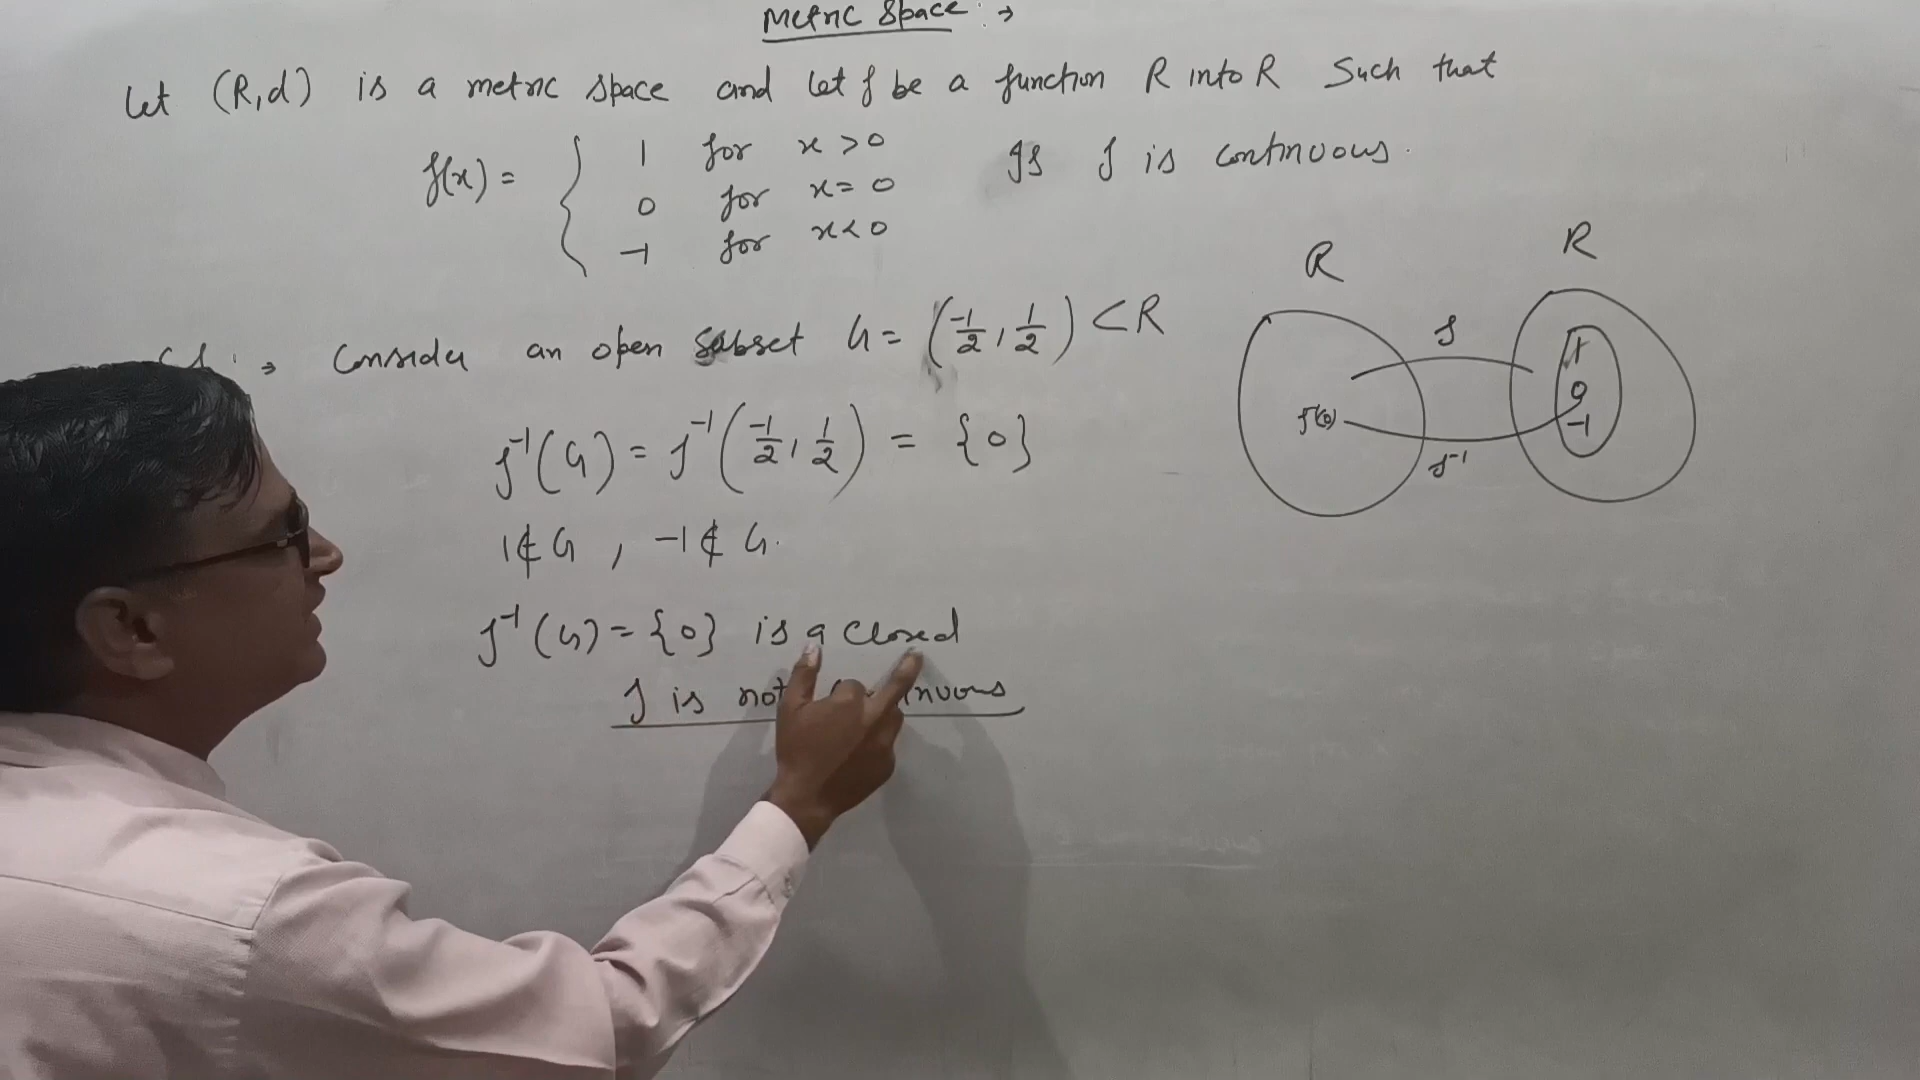 Metric Space : →
Let (R,d) is a metric space and let f be a function R into R Such that
f(x) = { 1 for x > 0
0 for x = 0
-1 for x < 0
Is f is continuous.
R R
→ Consider an open subset G = (-1/2, 1/2) ⊂ R
f
1
0
-1
f(0)
f⁻¹
f⁻¹(G) = f⁻¹(-1/2, 1/2) = {0}
1 ∉ G , -1 ∉ G.
f⁻¹(G) = {0} is a closed
f is not